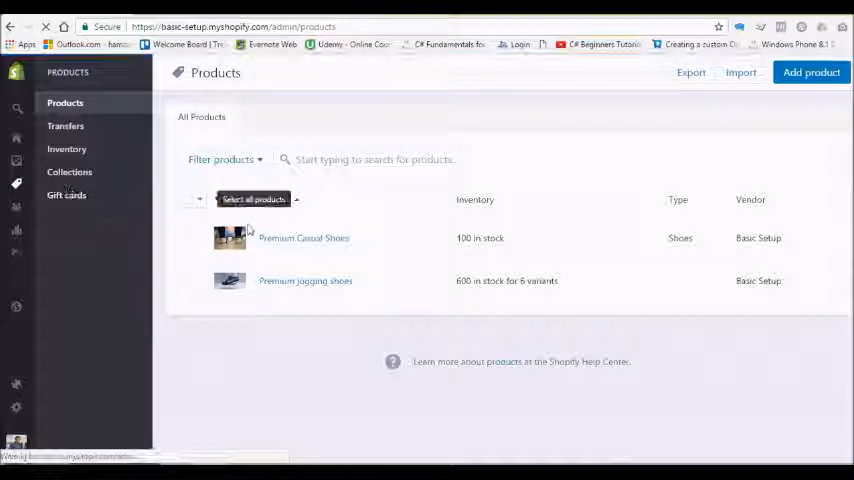 Secure https://basic-setup.myshopify.com/admin/products
Apps Outlook.com - Welcome Board | Evernote Web Udemy - Online Cou C# Fundamentals fo Login C# Beginners Tutoria Creating a custom O Windows Phone 8.1
PRODUCTS Products Export Import Add product
Products
Transfers
Inventory
Collections
Gift cards
All Products
Filter products Start typing to search for products.
Select all products Inventory Type Vendor
Premium Casual Shoes 100 in stock Shoes Basic Setup
Premium Jogging shoes 600 in stock for 6 variants Basic Setup
? Learn more about products at the Shopify Help Center.